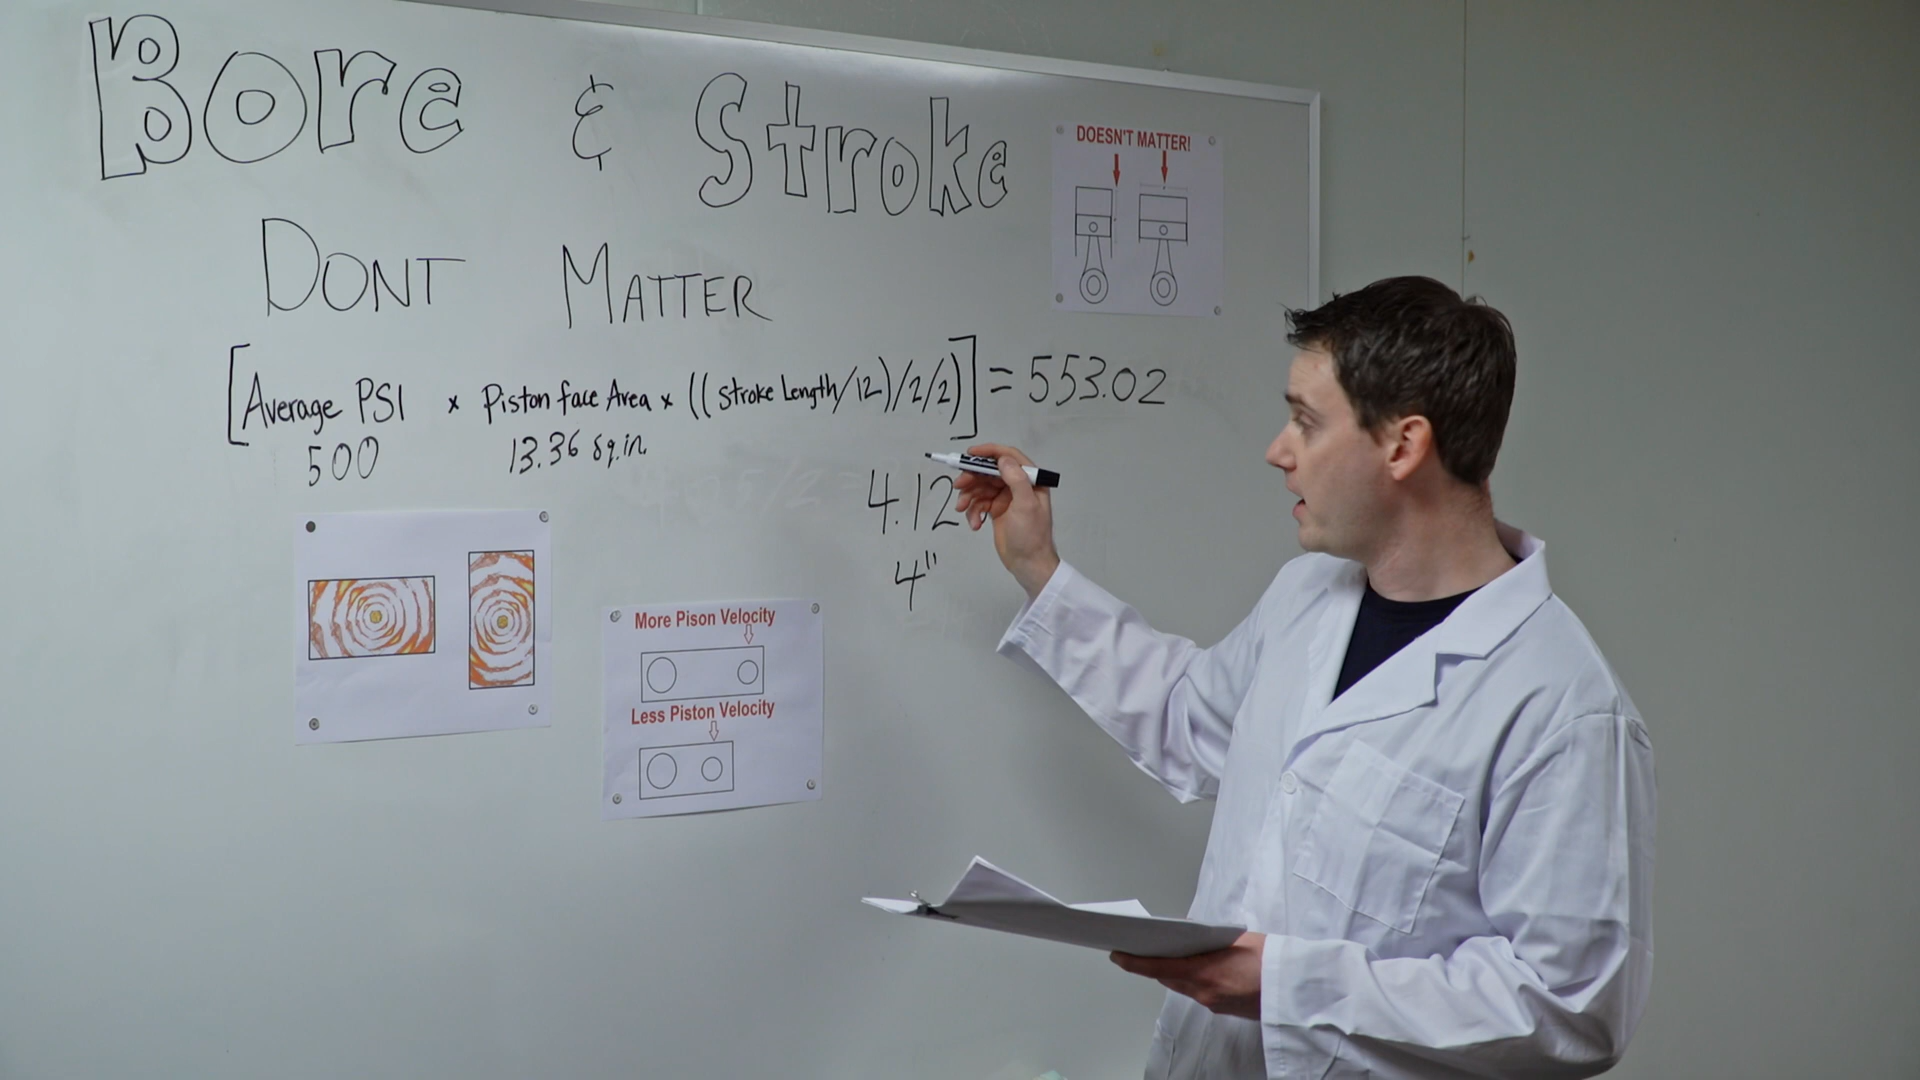 Bore & Stroke
DONT MATTER
DOESN'T MATTER!
[Average PSI x Piston face Area x ((stroke Length/12)/2/2)] = 553.02
500 13.36 sq.in.
4.12
4"
More Pison Velocity
Less Piston Velocity